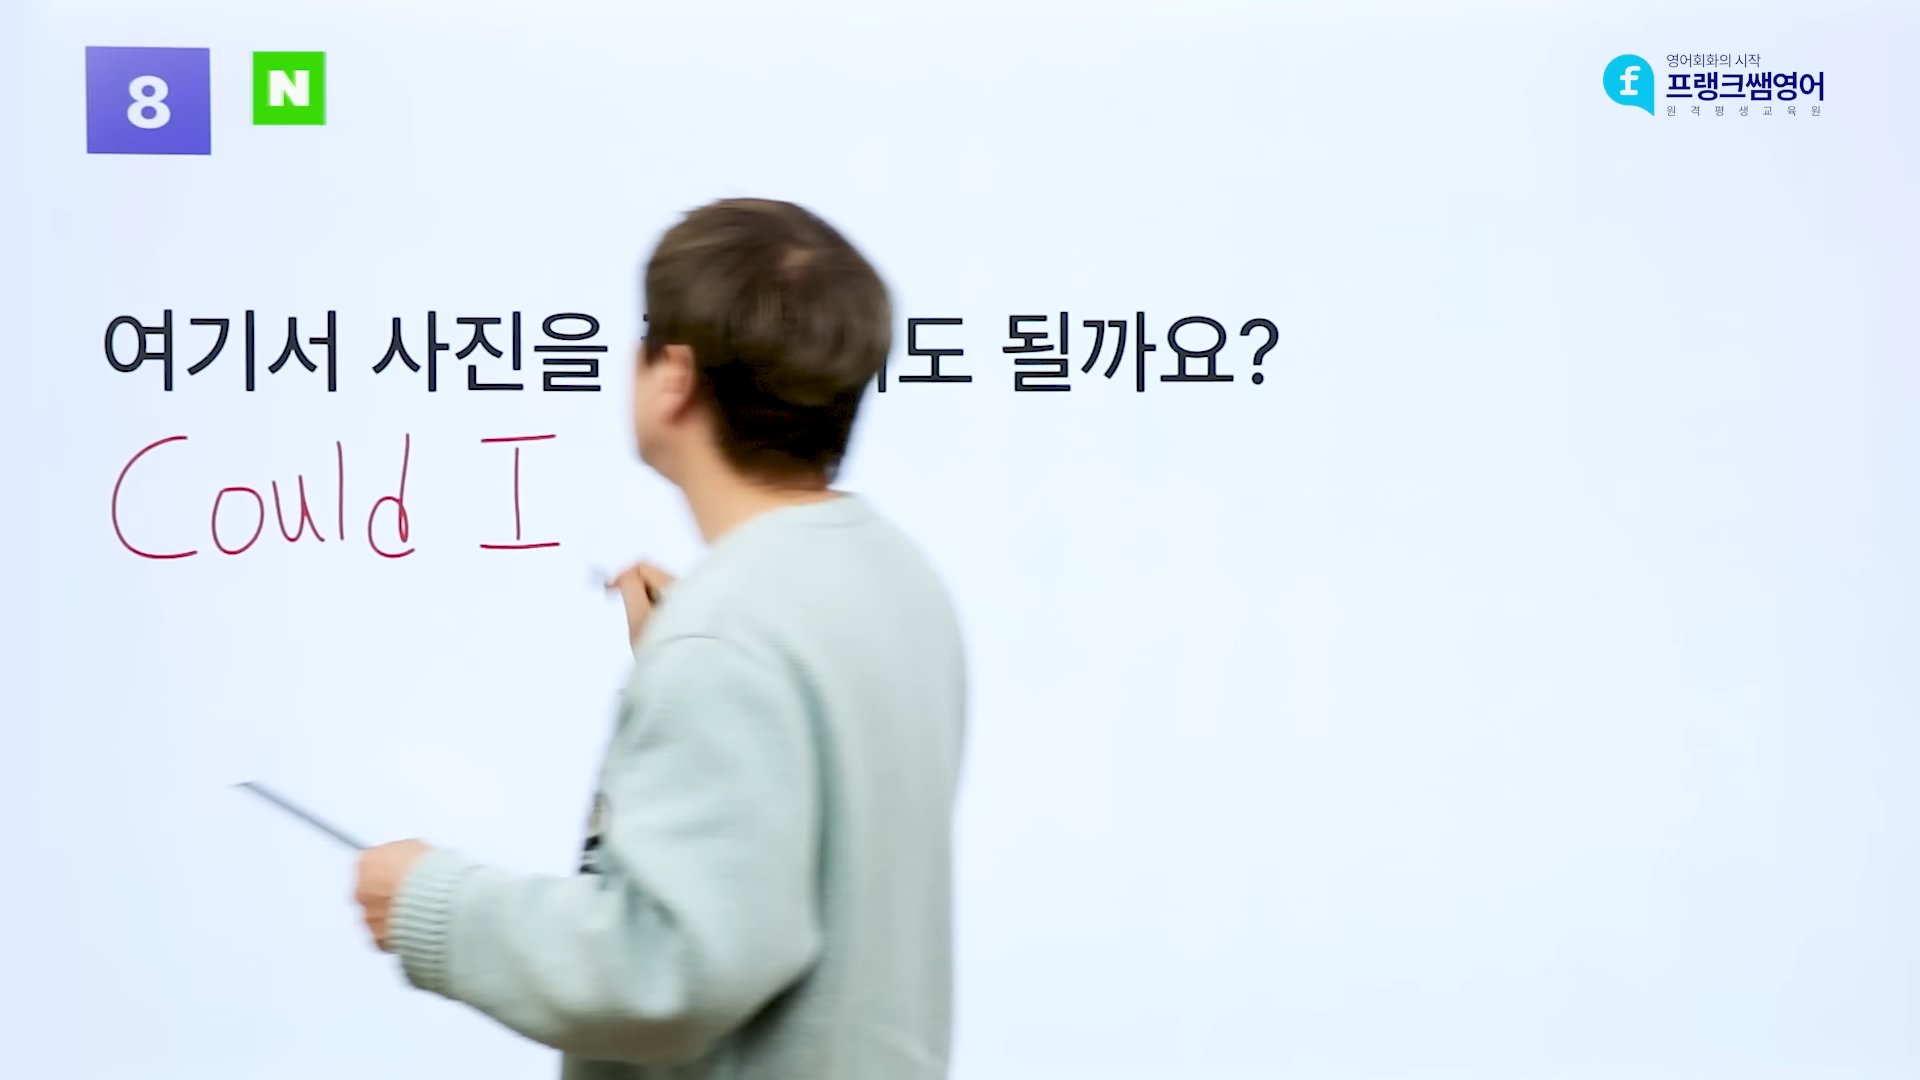 8
N
영어회화의 시작
f
프랭크쌤영어
원격평생교육원
여기서 사진을 될까요?
Could I